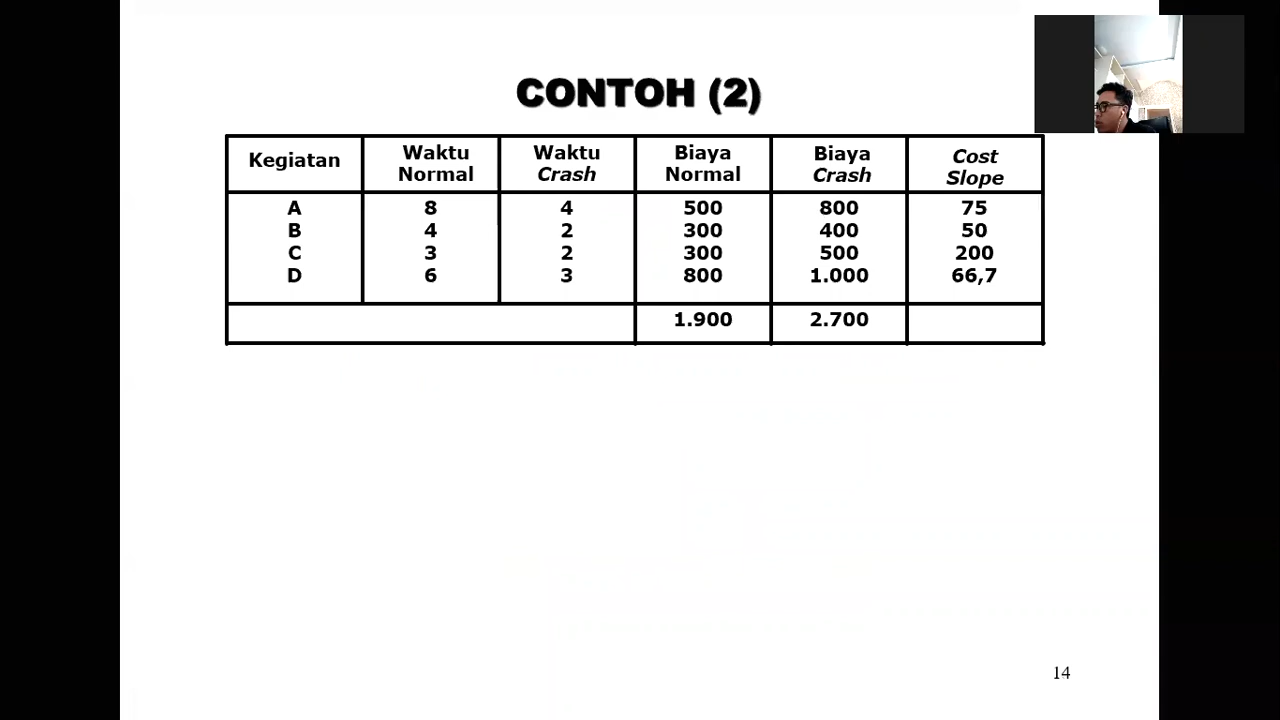 CONTOH (2)
Kegiatan Waktu Normal Waktu Crash Biaya Normal Biaya Crash Cost Slope
A 8 4 500 800 75
B 4 2 300 400 50
C 3 2 300 500 200
D 6 3 800 1.000 66,7
1.900 2.700
14